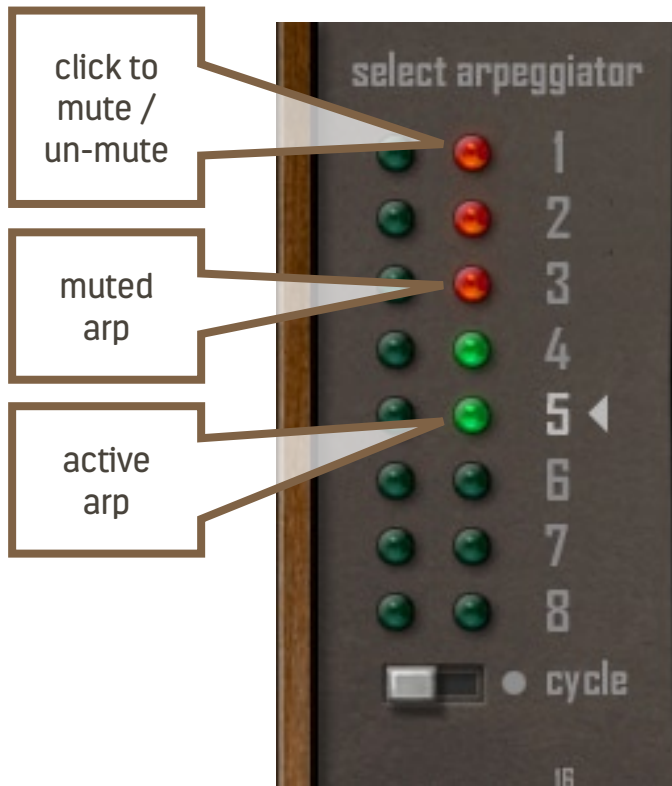 click to
mute /
un-mute
muted
arp
active
arp
select arpeggiator
1
2
3
4
5
6
7
8
cycle
16